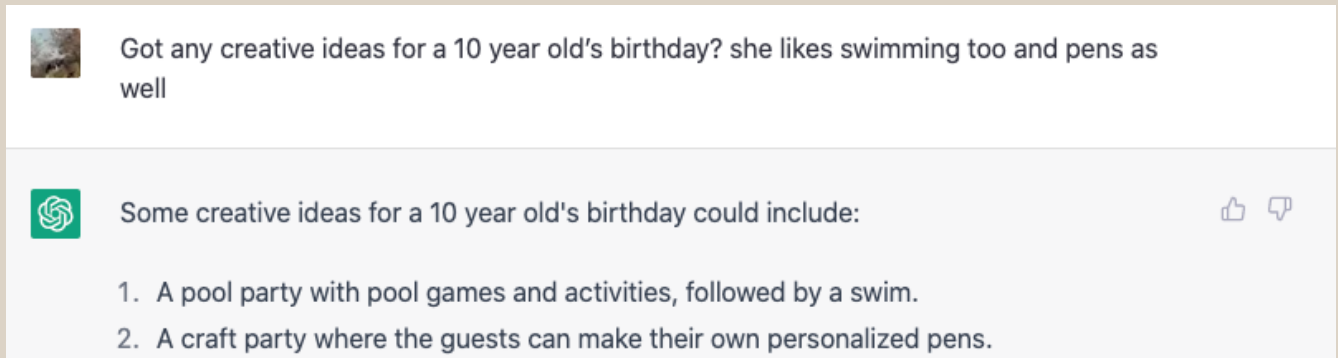 Got any creative ideas for a 10 year old’s birthday? she likes swimming too and pens as
well
Some creative ideas for a 10 year old's birthday could include:
1. A pool party with pool games and activities, followed by a swim.
2. A craft party where the guests can make their own personalized pens.